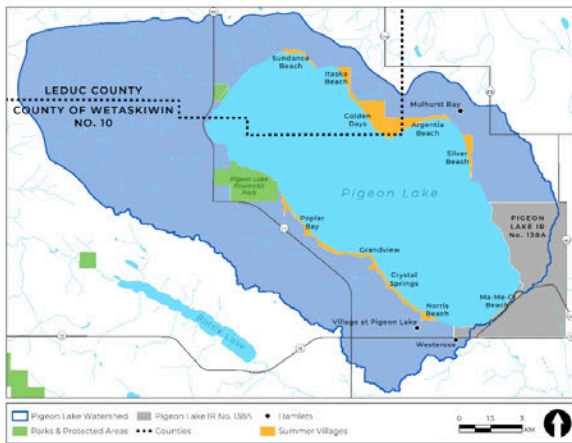 Sundance
Beach
Itaska
Beach
LEDUC COUNTY
COUNTY OF WETASKIWIN
NO. 10
Golden
Days
Mulhurst Bay
Argentia
Beach
Silver
Beach
Pigeon Lake
Provincial
Park
Pigeon Lake
PIGEON
LAKE IR
No. 138A
Poplar
Bay
Grandview
Crystal
Springs
Norris
Beach
Ma-Me-O
Beach
Village at Pigeon Lake
Westerose
Battle Lake
Pigeon Lake Watershed
Pigeon Lake IR No. 138A
Hamlets
Parks & Protected Areas
Counties
Summer Villages
0 1.5 3
KM